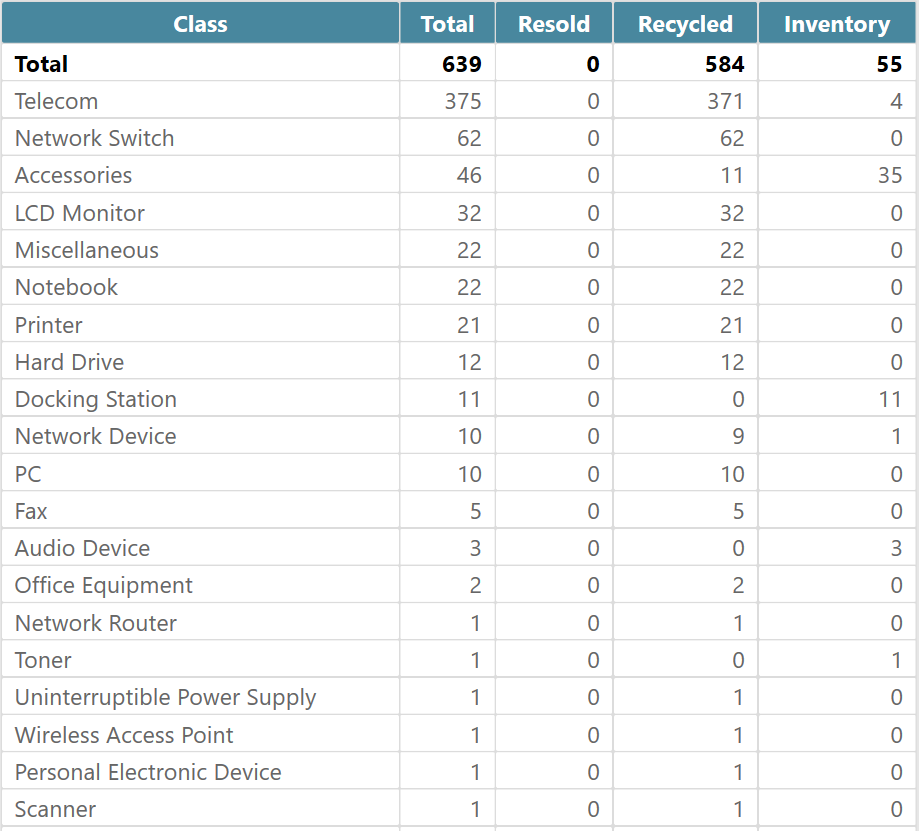 Class Total Resold Recycled Inventory
Total 639 0 584 55
Telecom 375 0 371 4
Network Switch 62 0 62 0
Accessories 46 0 11 35
LCD Monitor 32 0 32 0
Miscellaneous 22 0 22 0
Notebook 22 0 22 0
Printer 21 0 21 0
Hard Drive 12 0 12 0
Docking Station 11 0 0 11
Network Device 10 0 9 1
PC 10 0 10 0
Fax 5 0 5 0
Audio Device 3 0 0 3
Office Equipment 2 0 2 0
Network Router 1 0 1 0
Toner 1 0 0 1
Uninterruptible Power Supply 1 0 1 0
Wireless Access Point 1 0 1 0
Personal Electronic Device 1 0 1 0
Scanner 1 0 1 0